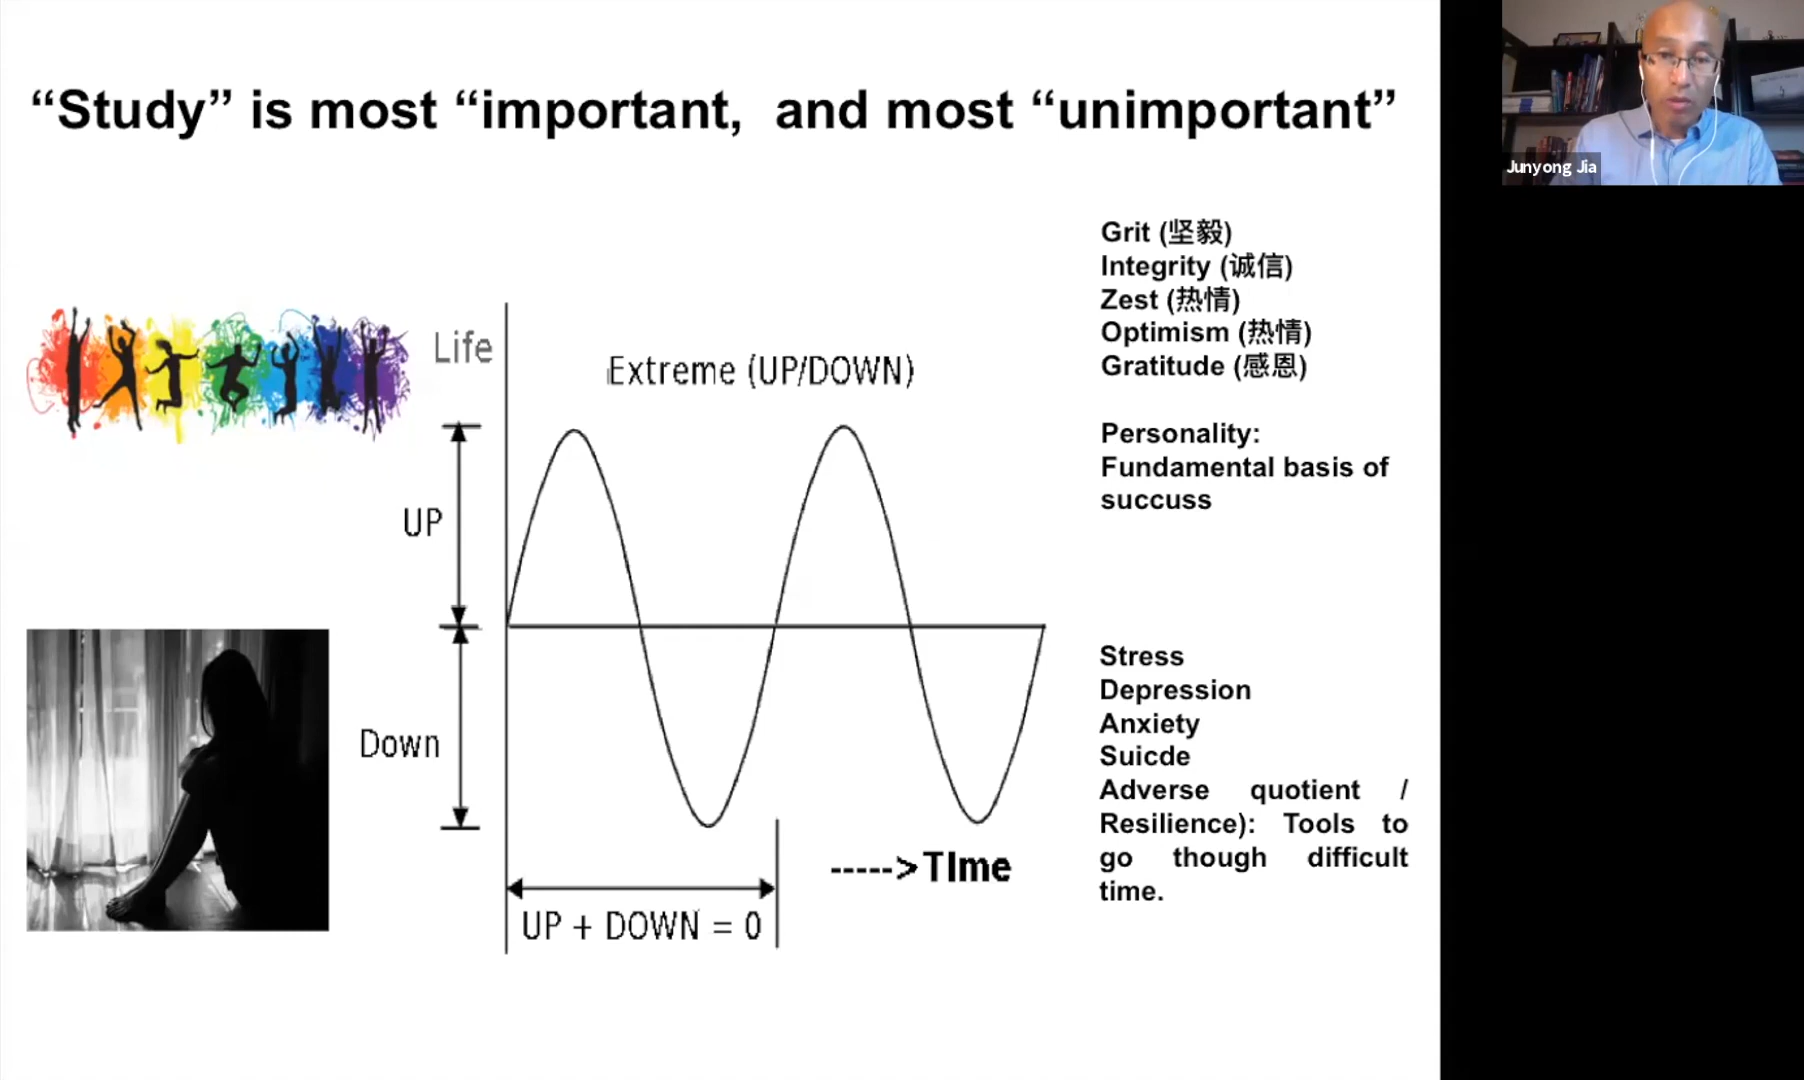 “Study” is most “important,  and most “unimportant”
Junyong Jia
Grit (坚毅)
Integrity (诚信)
Zest (热情)
Optimism (热情)
Gratitude (感恩)
Personality:
Fundamental basis of
succuss
Life
Extreme (UP/DOWN)
UP
Down
----->TIme
UP + DOWN = 0
Stress
Depression
Anxiety
Suicde
Adverse quotient /
Resilience): Tools to
go though difficult
time.